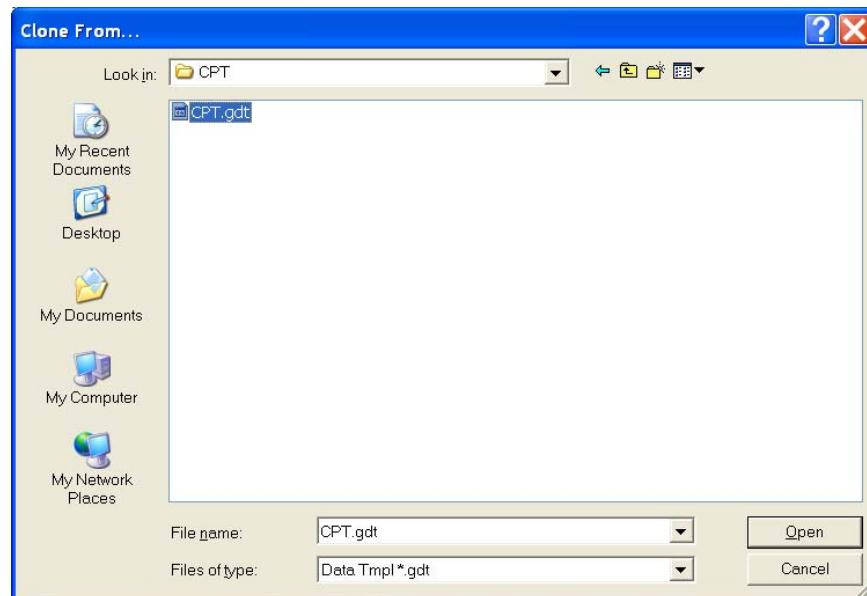 Clone From...
Look in:
CPT
CPT.gdt
My Recent
Documents
Desktop
My Documents
My Computer
My Network
Places
File name:
CPT.gdt
Open
Files of type:
Data Tmpl *.gdt
Cancel